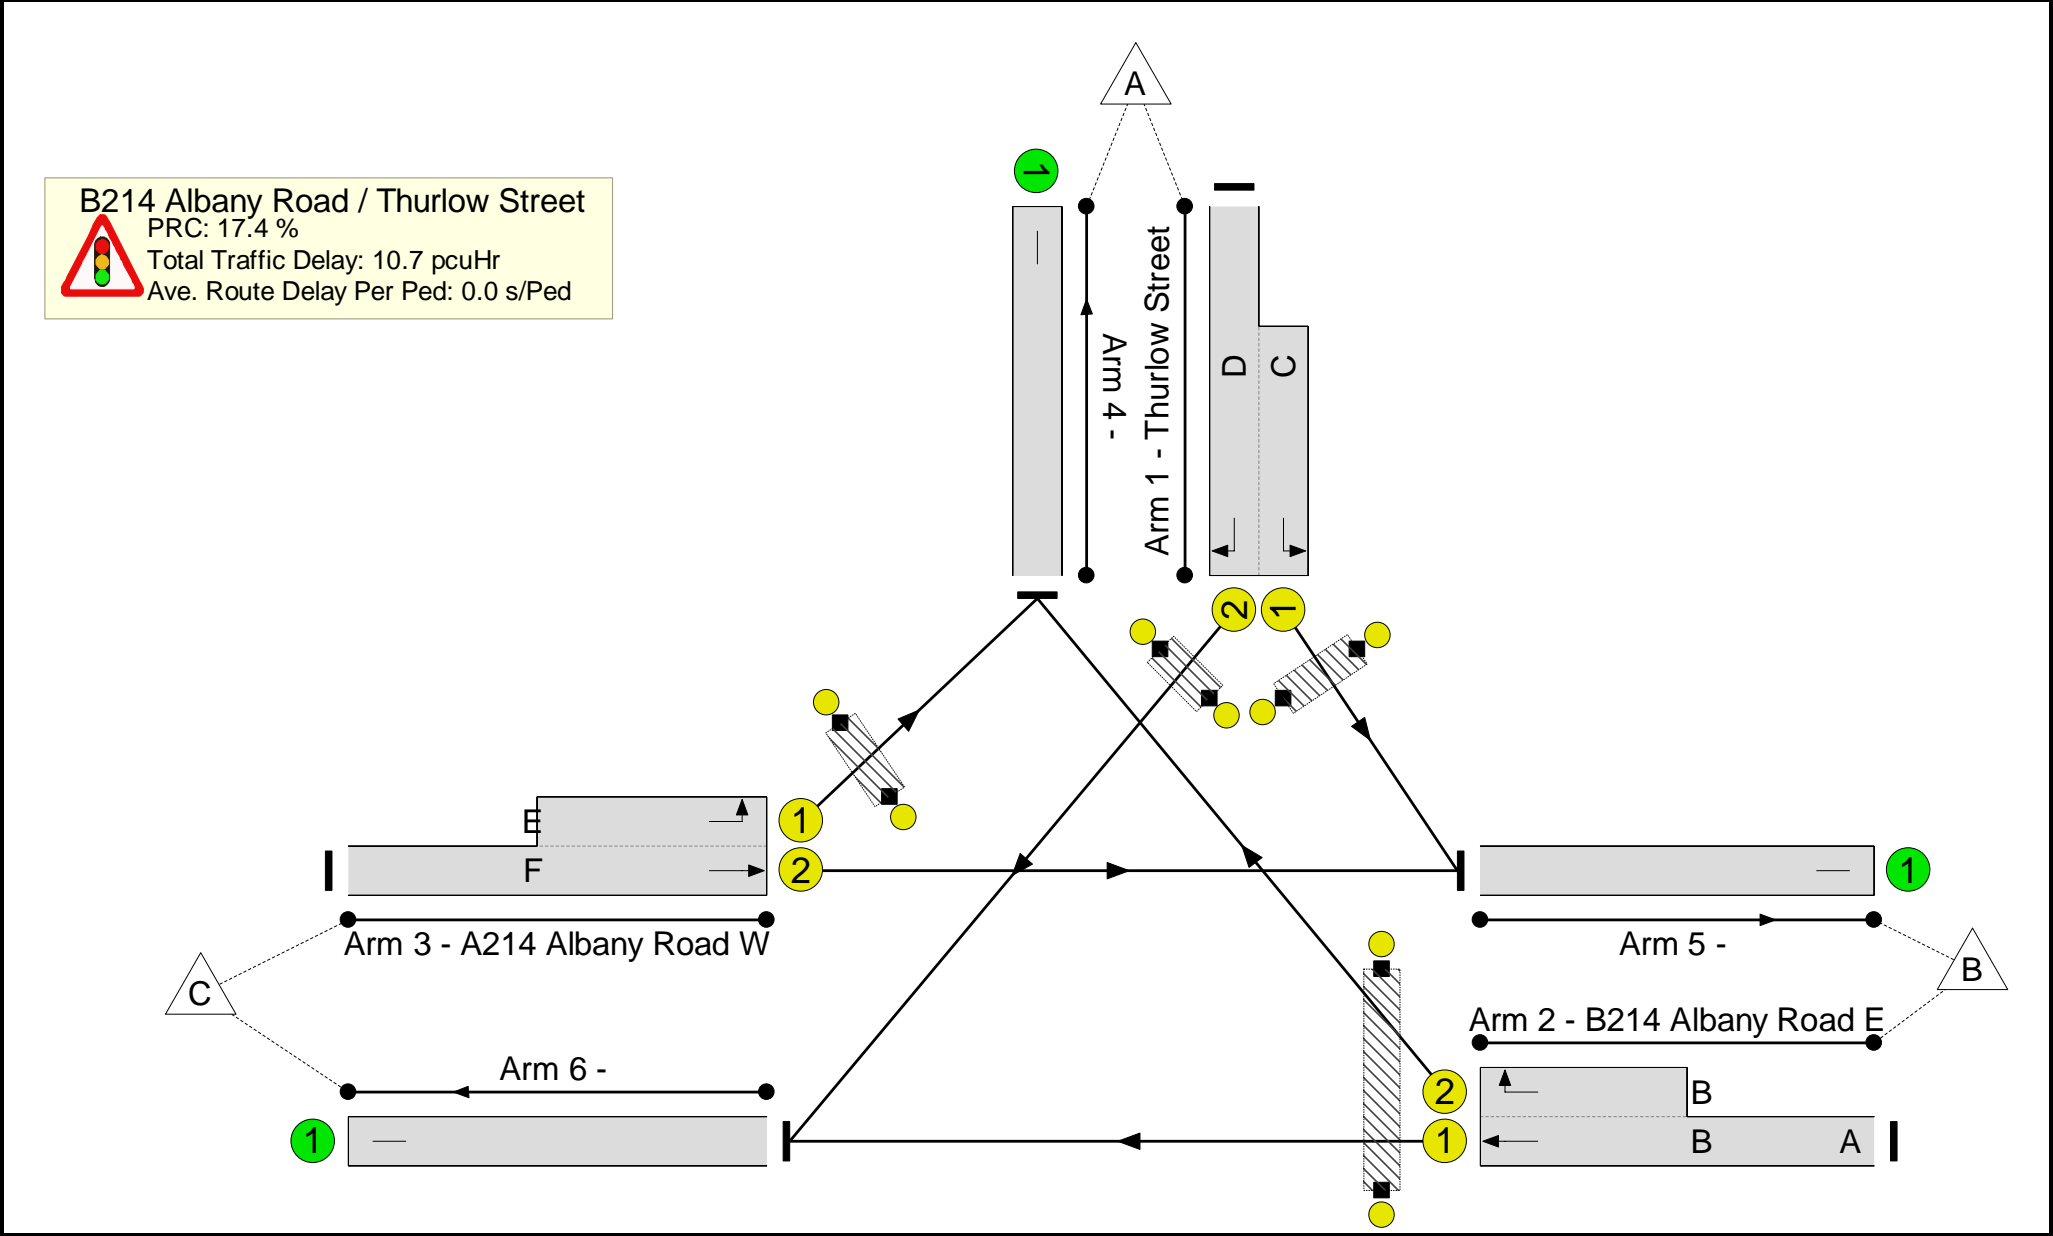 A
1
B214 Albany Road / Thurlow Street
PRC: 17.4 %
Total Traffic Delay: 10.7 pcuHr
Ave. Route Delay Per Ped: 0.0 s/Ped
Arm 4 -
Arm 1 - Thurlow Street
D
C
2
1
E
1
F
2
1
Arm 3 - A214 Albany Road W
Arm 5 -
B
C
Arm 2 - B214 Albany Road E
Arm 6 -
2
B
1
1
B
A